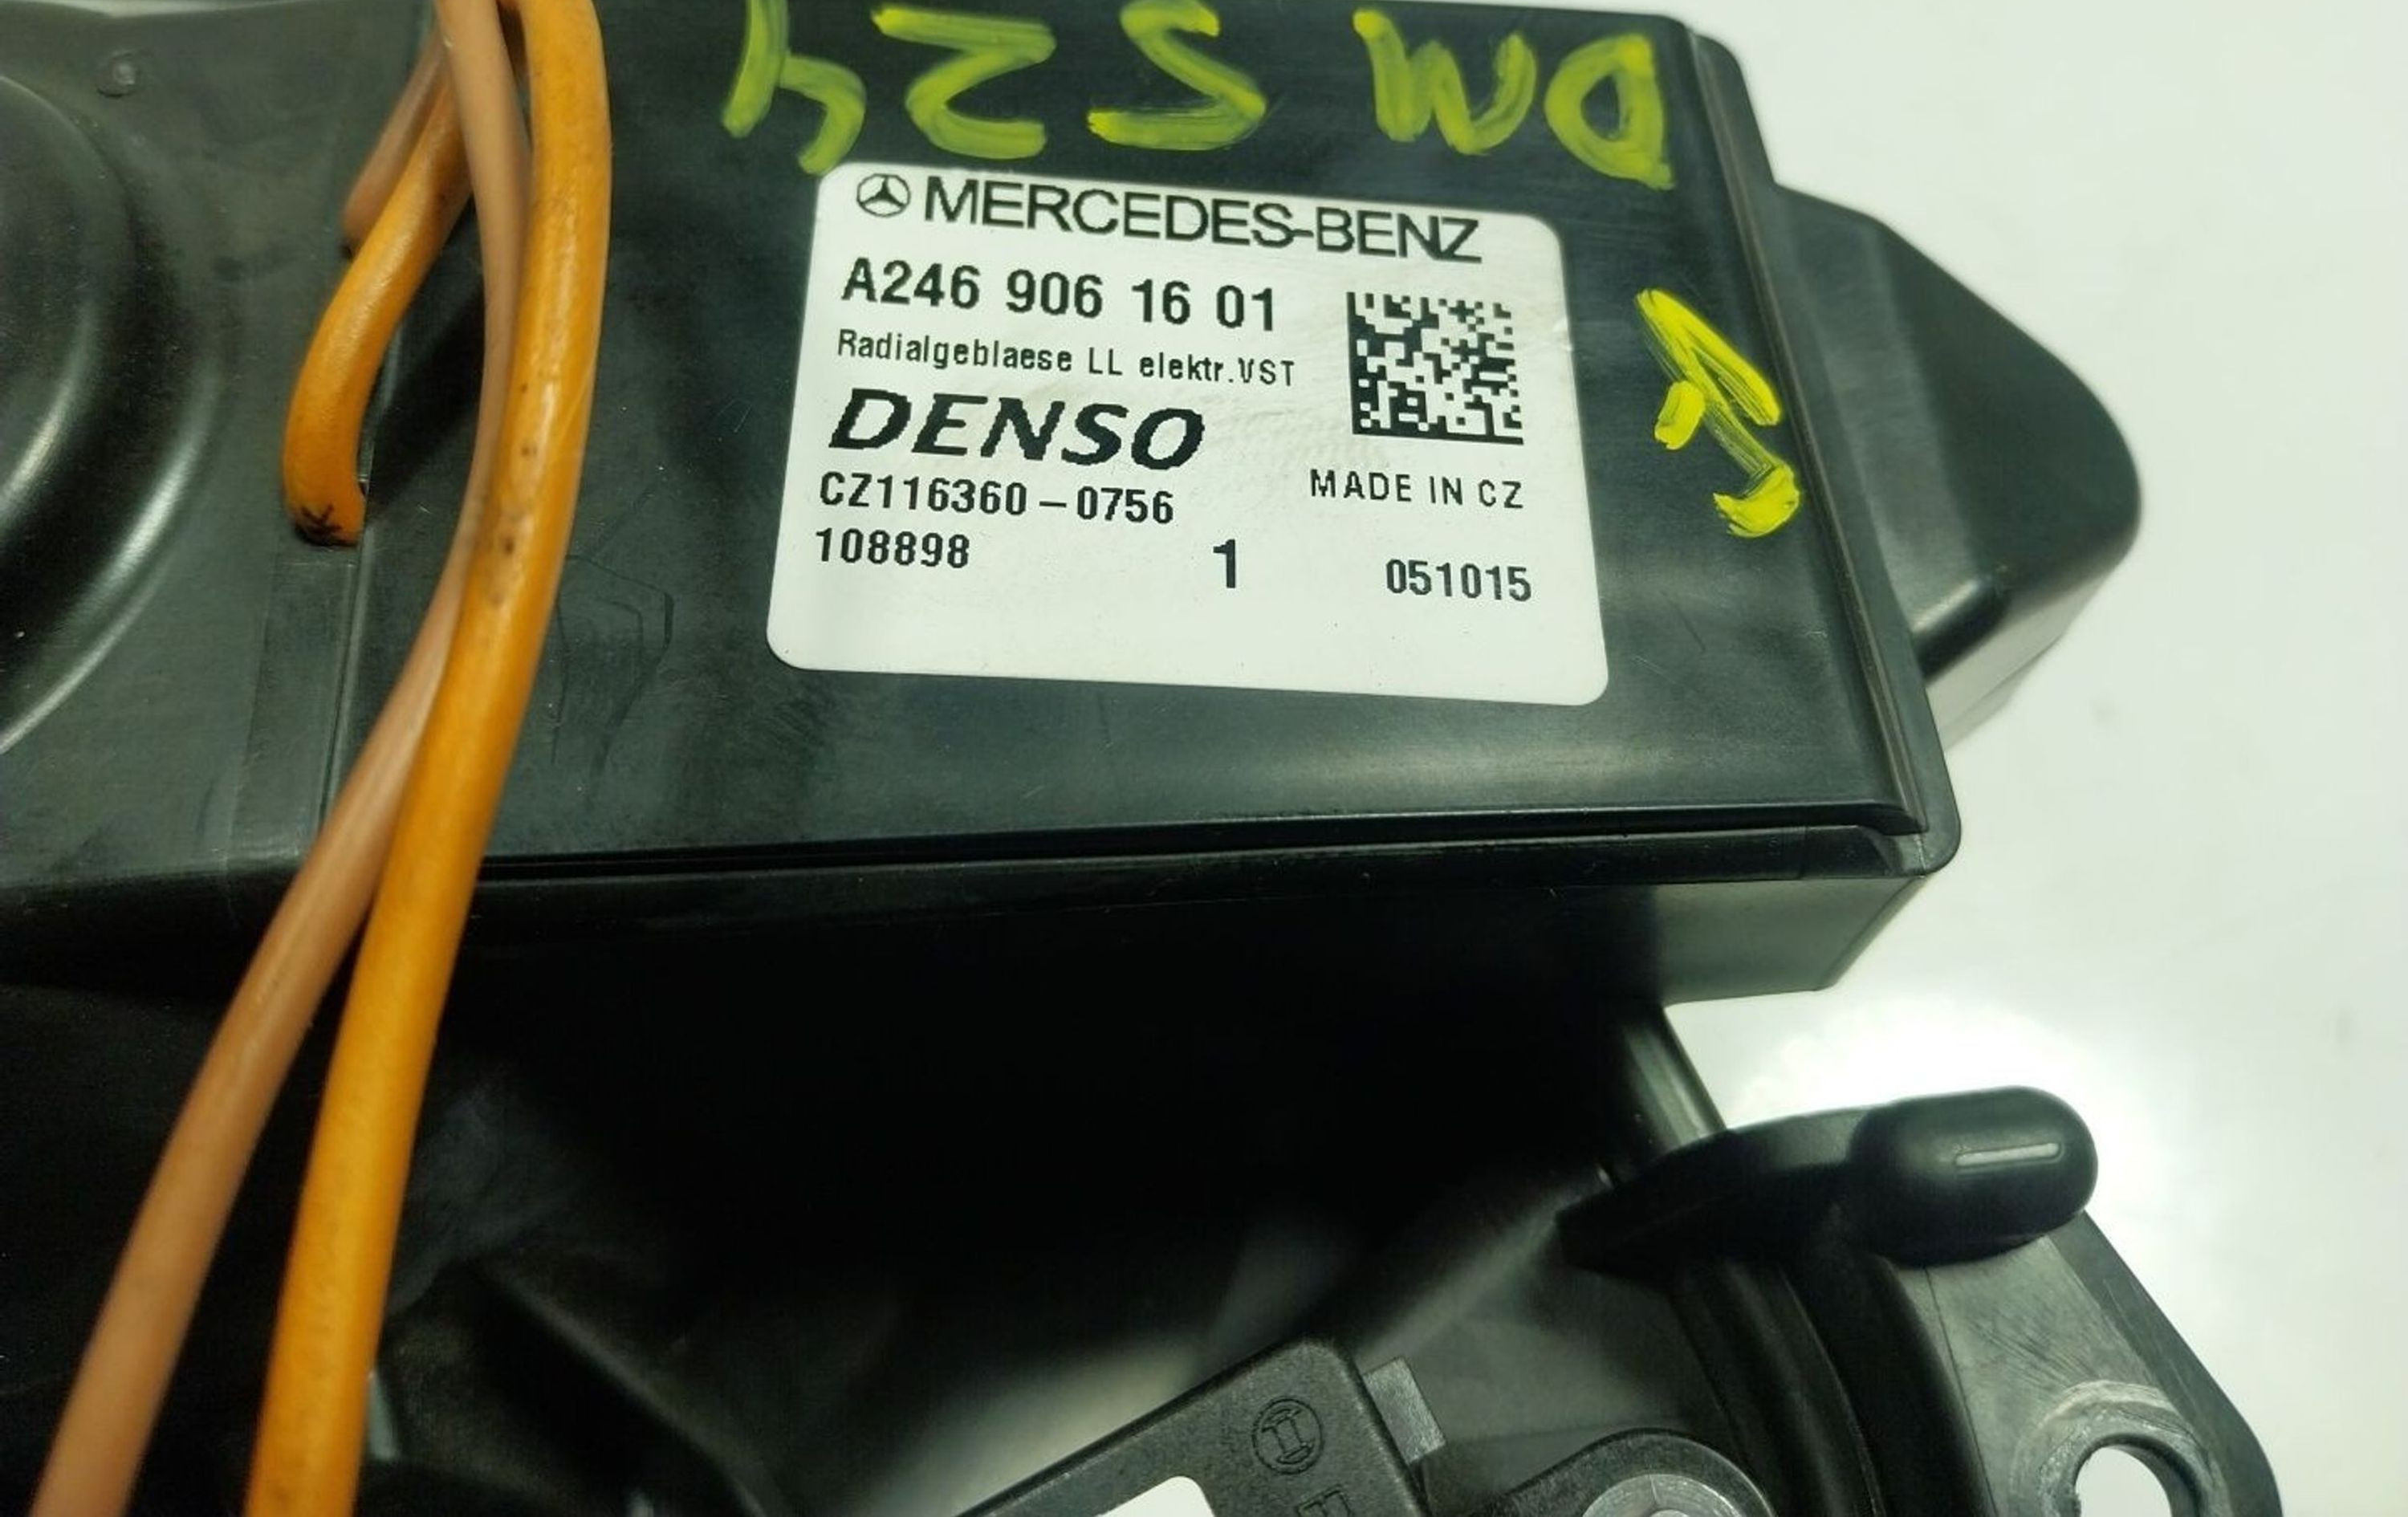 DM S24
MERCEDES-BENZ
A246 906 16 01
Radialgeblaese LL elektr.VST
DENSO
CZ116360-0756
MADE IN CZ
108898 1 051015